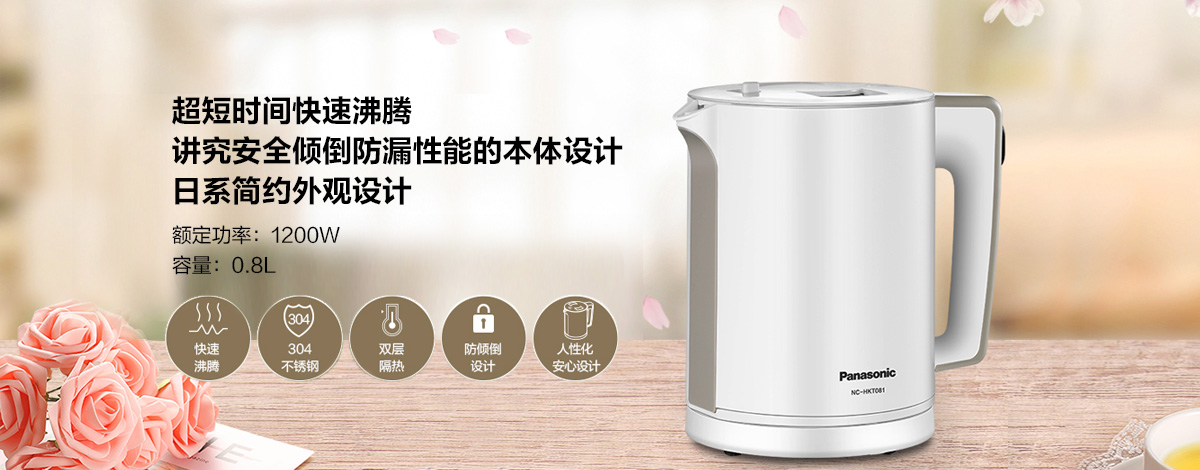 超短时间快速沸腾
讲究安全倾倒防漏性能的本体设计
日系简约外观设计
额定功率：1200W
容量：0.8L
快速
沸腾
304
304
不锈钢
双层
隔热
防倾倒
设计
人性化
安心设计
Panasonic
NC-HKT081